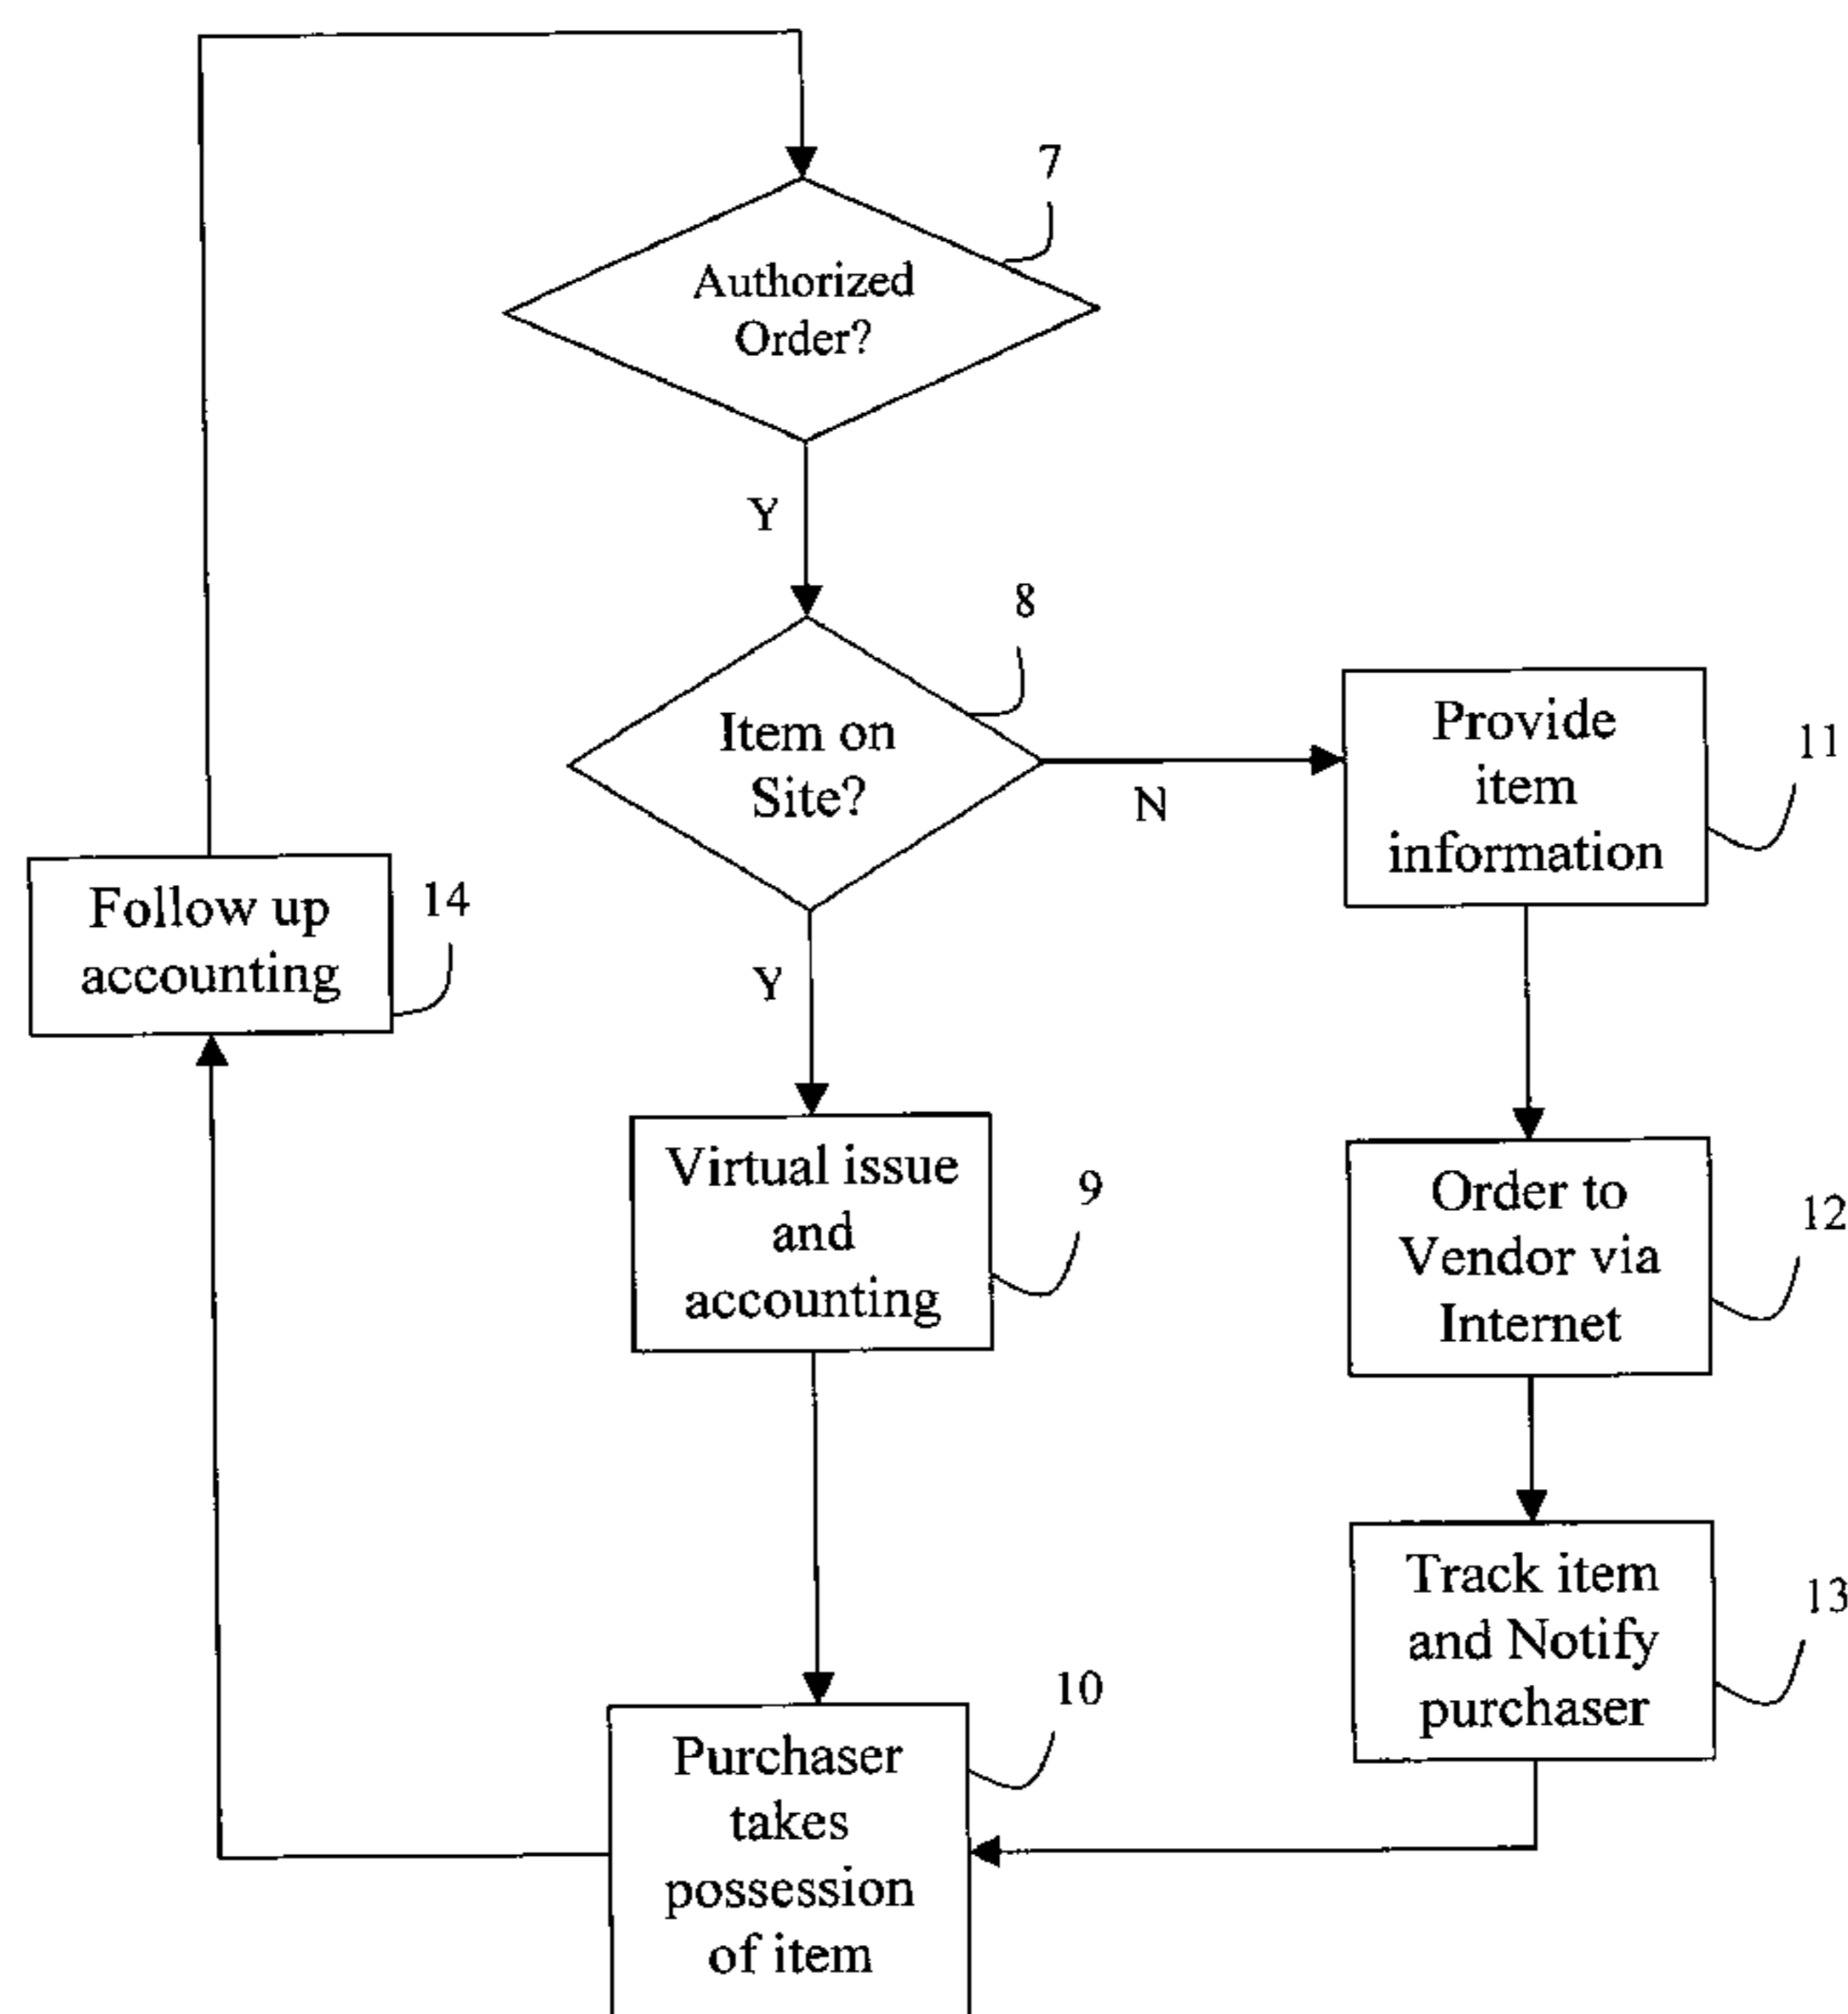 7
Authorized
Order?
Y
8
Item on
Site?
N
Provide
item
information
11
Follow up
accounting
14
Y
Virtual issue
and
accounting
9
Order to
Vendor via
Internet
12
Track item
and Notify
purchaser
13
Purchaser
takes
possession
of item
10